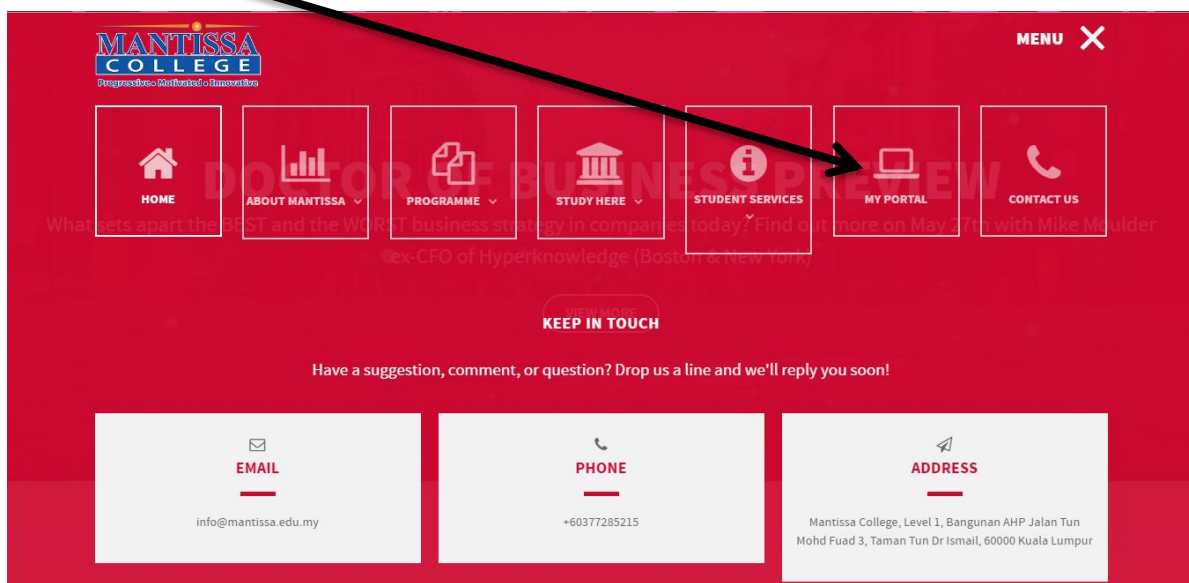 MANTISSA
COLLEGE
Progressive • Motivated • Innovative
MENU
HOME
ABOUT MANTISSA
PROGRAMME
STUDY HERE
STUDENT SERVICES
MY PORTAL
CONTACT US
DOCTOR OF BUSINESS PREVIEW
What sets apart the BEST and the WORST business strategy in companies today? Find out more on May 27th with Mike Moulder
ex-CFO of Hyperknowledge (Boston & New York)
VIEW MORE
KEEP IN TOUCH
Have a suggestion, comment, or question? Drop us a line and we'll reply you soon!
EMAIL
info@mantissa.edu.my
PHONE
+60377285215
ADDRESS
Mantissa College, Level 1, Bangunan AHP Jalan Tun
Mohd Fuad 3, Taman Tun Dr Ismail, 60000 Kuala Lumpur